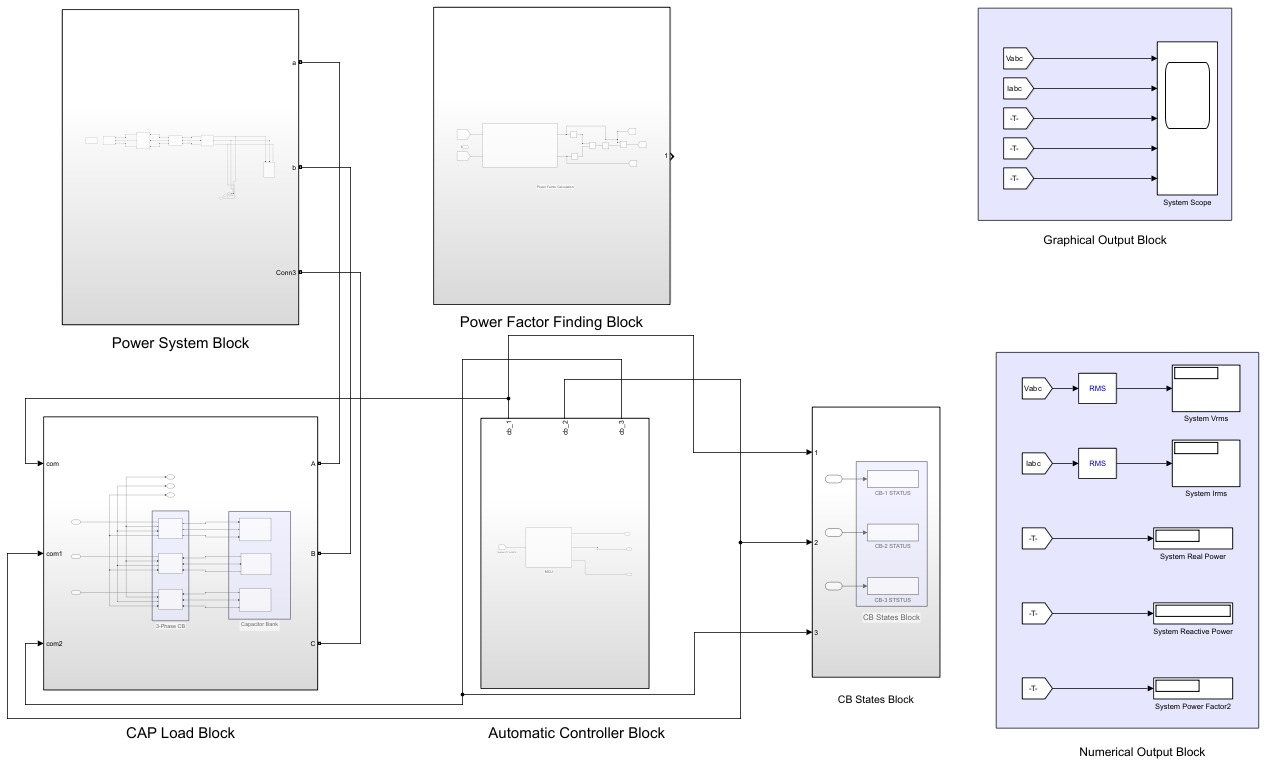 a
b
Conn3
Power System Block
Power Factor Calculation
1
Power Factor Finding Block
Vabc
Iabc
-T-
-T-
-T-
System Scope
Graphical Output Block
com
com1
com2
A
B
C
3-Phase CB
Capacitor Bank
CAP Load Block
cb_1
cb_2
cb_3
Automatic Controller Block
1
2
3
CB-1 STATUS
CB-2 STATUS
CB-3 STSTUS
CB States Block
CB States Block
Vabc
RMS
System Vrms
Iabc
RMS
System Irms
-T-
System Real Power
-T-
System Reactive Power
-T-
System Power Factor2
Numerical Output Block